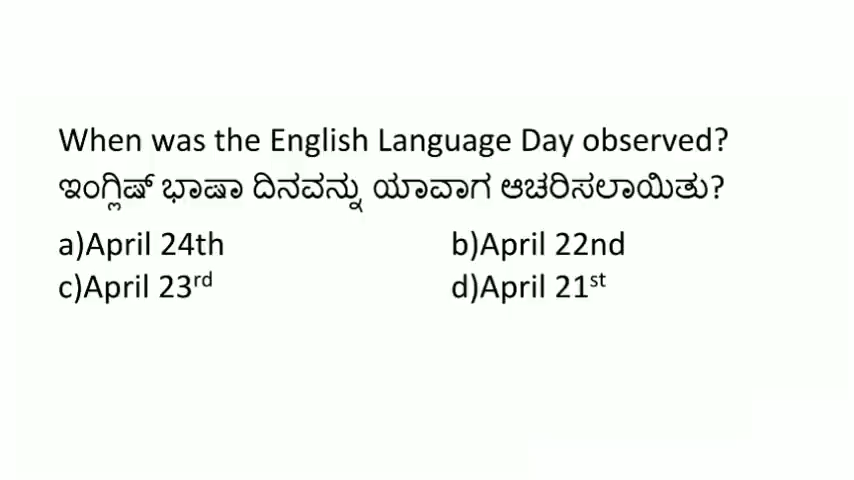 When was the English Language Day observed?
ಇಂಗ್ಲಿಷ್ ಭಾಷಾ ದಿನವನ್ನು ಯಾವಾಗ ಆಚರಿಸಲಾಯಿತು?
a)April 24th b)April 22nd
c)April 23rd d)April 21st